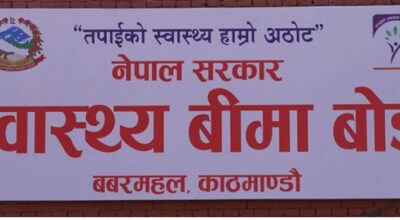 “तपाईको स्वास्थ्य हाम्रो अठोट”
नेपाल सरकार
वास्थ्य बीमा बो
बबरमहल, काठमाण्डौ